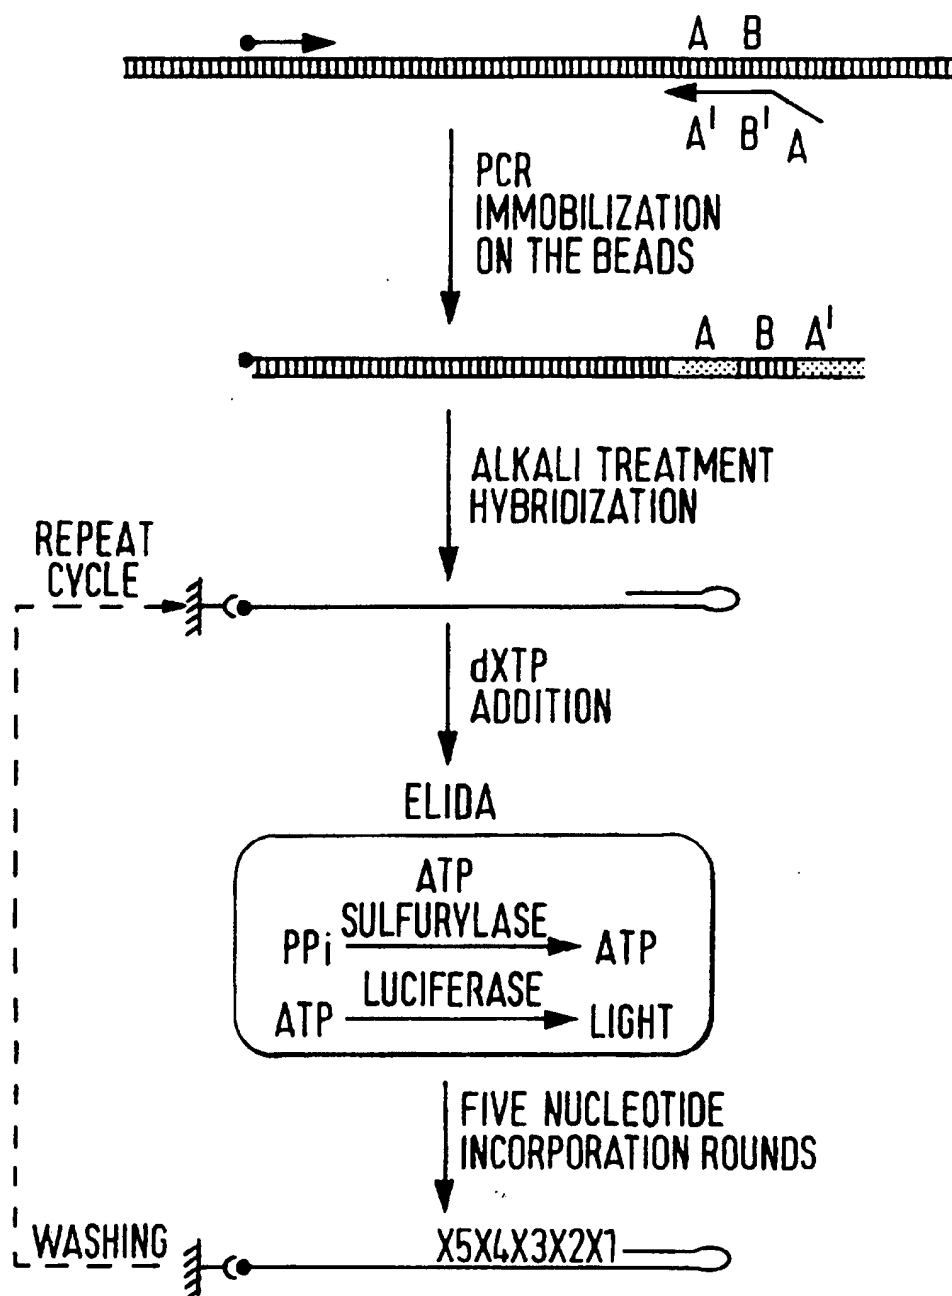 A B
A' B' A
PCR
IMMOBILIZATION
ON THE BEADS
A B A'
ALKALI TREATMENT
HYBRIDIZATION
REPEAT
CYCLE
dXTP
ADDITION
ELIDA
ATP
SULFURYLASE
PPi ATP
LUCIFERASE
ATP LIGHT
FIVE NUCLEOTIDE
INCORPORATION ROUNDS
WASHING
X5X4X3X2X1